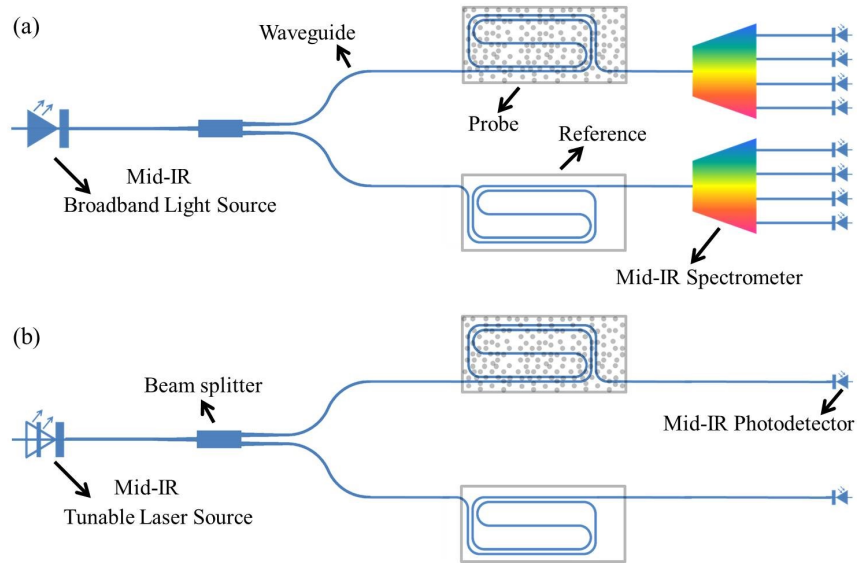 (a)
Waveguide
Probe
Reference
Mid-IR
Broadband Light Source
Mid-IR Spectrometer
(b)
Beam splitter
Mid-IR Photodetector
Mid-IR
Tunable Laser Source